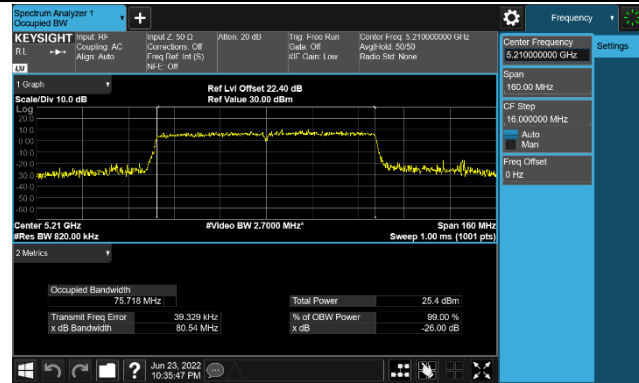 Spectrum Analyzer 1
Occupied BW
Frequency
KEYSIGHT
RL
LXI
Input: RF
Coupling: AC
Align: Auto
Input Z: 50 Ω
Corrections: Off
Freq Ref: Int (S)
NFE: Off
Atten: 20 dB
Trig: Free Run
Gate: Off
#IF Gain: Low
Center Freq: 5.210000000 GHz
Avg|Hold: 50/50
Radio Std: None
Center Frequency
5.210000000 GHz
Settings
Span
160.00 MHz
CF Step
16.000000 MHz
Auto
Man
Freq Offset
0 Hz
1 Graph
Scale/Div 10.0 dB
Ref Lvl Offset 22.40 dB
Ref Value 30.00 dBm
Log
20.0
10.0
0.00
-10.0
-20.0
-30.0
-40.0
-50.0
-60.0
Center 5.21 GHz
#Video BW 2.7000 MHz*
Span 160 MHz
#Res BW 820.00 kHz
Sweep 1.00 ms (1001 pts)
2 Metrics
Occupied Bandwidth
75.718 MHz
Total Power 25.4 dBm
Transmit Freq Error 39.329 kHz
% of OBW Power 99.00 %
x dB Bandwidth 80.54 MHz
x dB -26.00 dB
Jun 23, 2022
10:35:47 PM